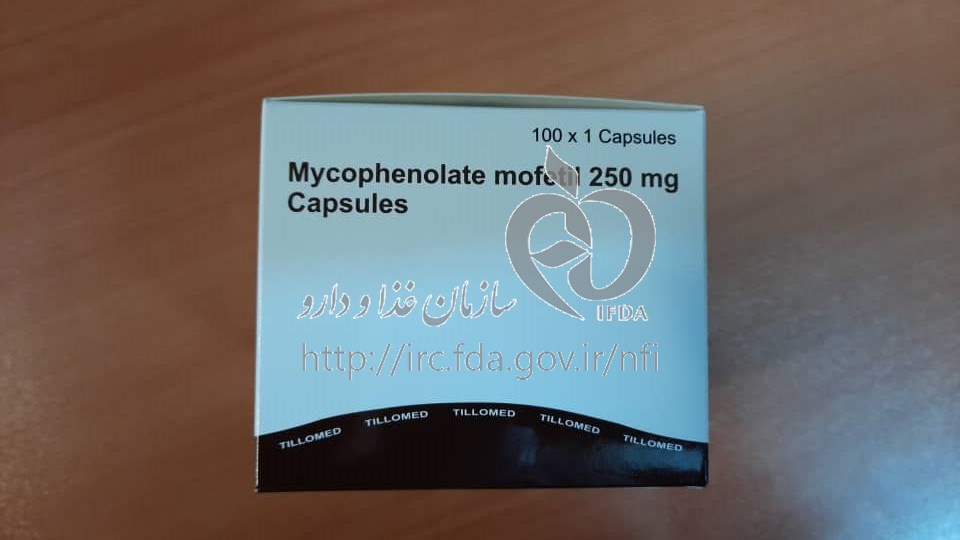 100 x 1 Capsules
Mycophenolate mofetil 250 mg
Capsules
IFDA
سازمان غذا و دارو
http://irc.fda.gov.ir/nfi
TILLOMED TILLOMED TILLOMED TILLOMED TILLOMED